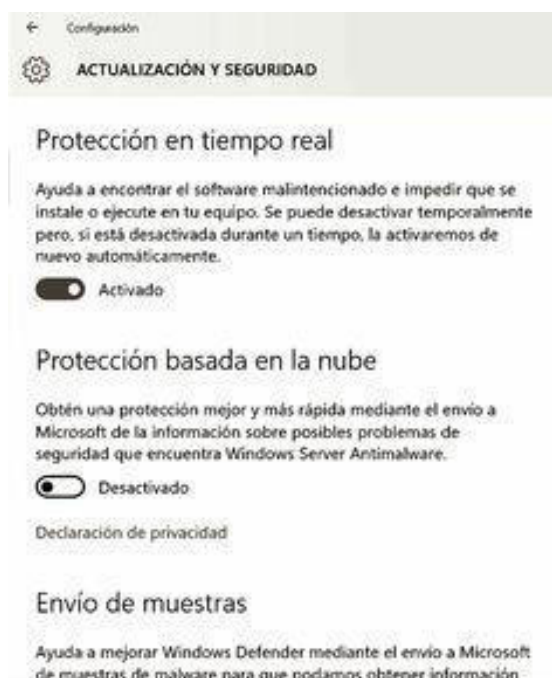 Configuración
ACTUALIZACIÓN Y SEGURIDAD
Protección en tiempo real
Ayuda a encontrar el software malintencionado e impedir que se
instale o ejecute en tu equipo. Se puede desactivar temporalmente
pero, si está desactivada durante un tiempo, la activaremos de
nuevo automáticamente.
Activado
Protección basada en la nube
Obtén una protección mejor y más rápida mediante el envío a
Microsoft de la información sobre posibles problemas de
seguridad que encuentra Windows Server Antimalware.
Desactivado
Declaración de privacidad
Envío de muestras
Ayuda a mejorar Windows Defender mediante el envío a Microsoft
de muestras de malware para que podamos obtener información